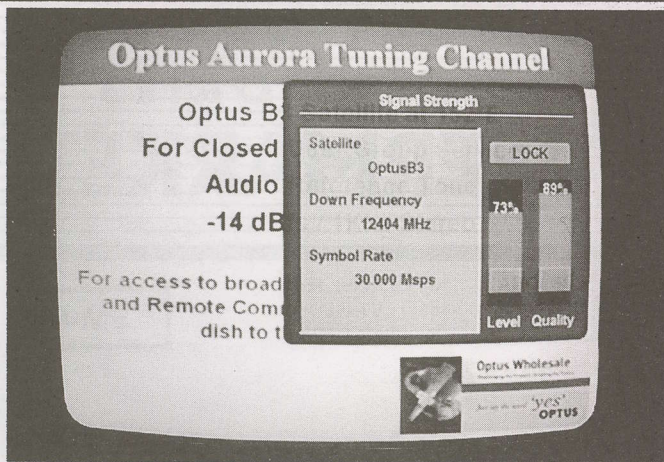 Optus Aurora Tuning Channel
Optus B3
For Closed
Audio
-14 dB
For access to broad
and Remote Com
dish to t
Signal Strength
Satellite
OptusB3
Down Frequency
12404 MHz
Symbol Rate
30.000 Msps
LOCK
73%
89%
Level Quality
Optus Wholesale
'yes'
OPTUS